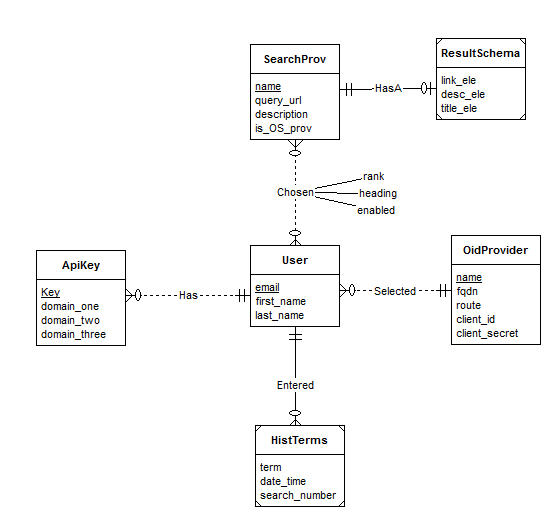 SearchProv
name
query_url
description
is_OS_prov
HasA
ResultSchema
link_ele
desc_ele
title_ele
Chosen
rank
heading
enabled
ApiKey
Key
domain_one
domain_two
domain_three
Has
User
email
first_name
last_name
Selected
OidProvider
name
fqdn
route
client_id
client_secret
Entered
HistTerms
term
date_time
search_number